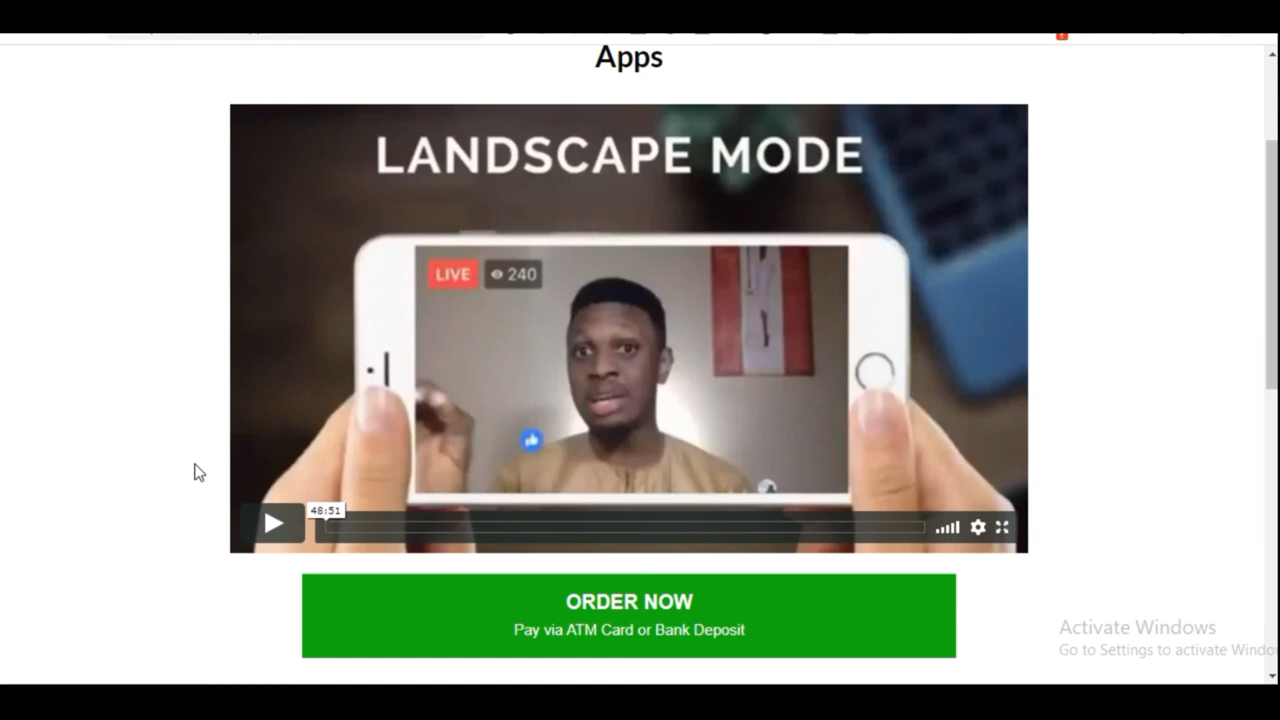 Apps
LANDSCAPE MODE
LIVE
240
48:51
ORDER NOW
Pay via ATM Card or Bank Deposit
Activate Windows
Go to Settings to activate